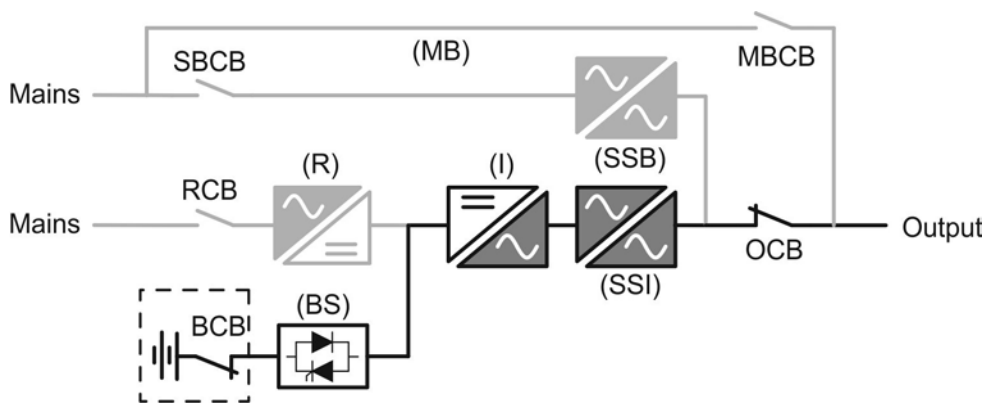 (MB)
MBCB
SBCB
Mains
(SSB)
(R)
(I)
RCB
Mains
Output
OCB
(SSI)
(BS)
BCB